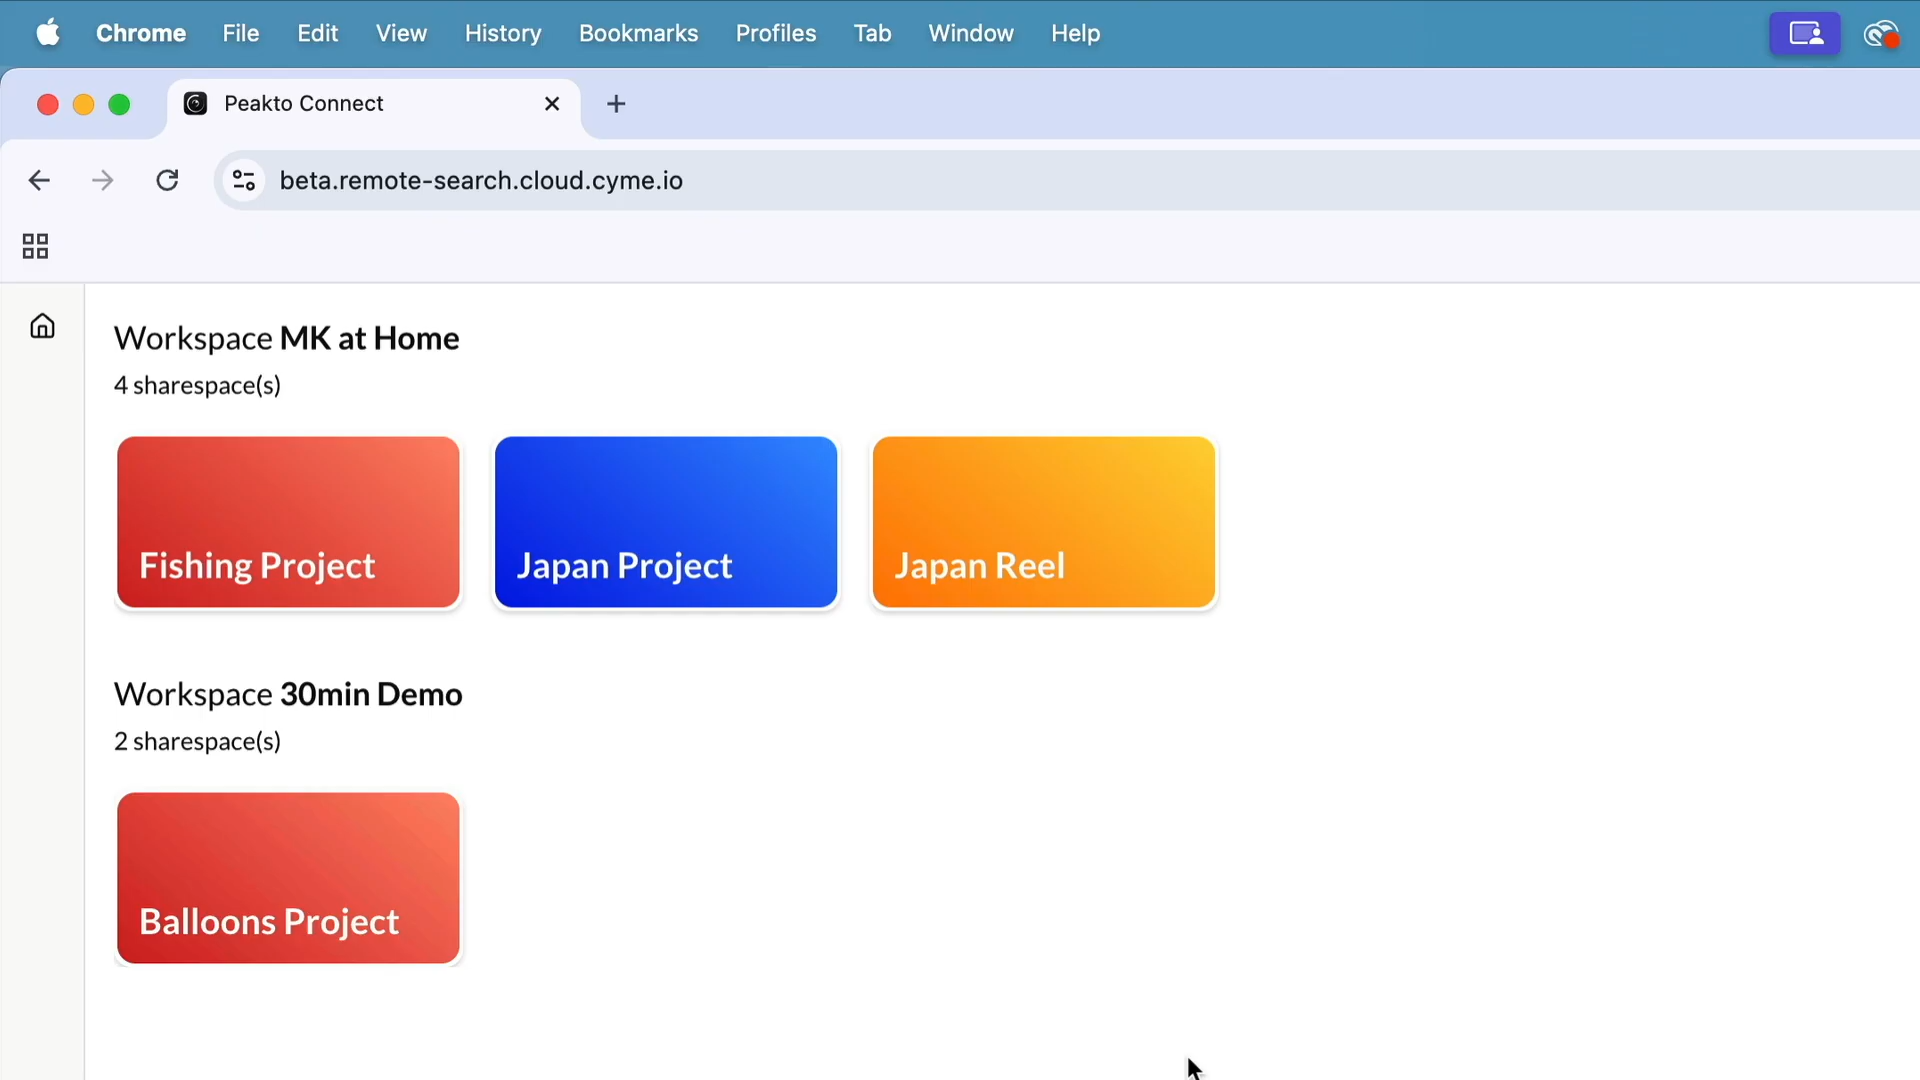 Chrome File Edit View History Bookmarks Profiles Tab Window Help
Peakto Connect
beta.remote-search.cloud.cyme.io
Workspace MK at Home
4 sharespace(s)
Fishing Project
Japan Project
Japan Reel
Workspace 30min Demo
2 sharespace(s)
Balloons Project